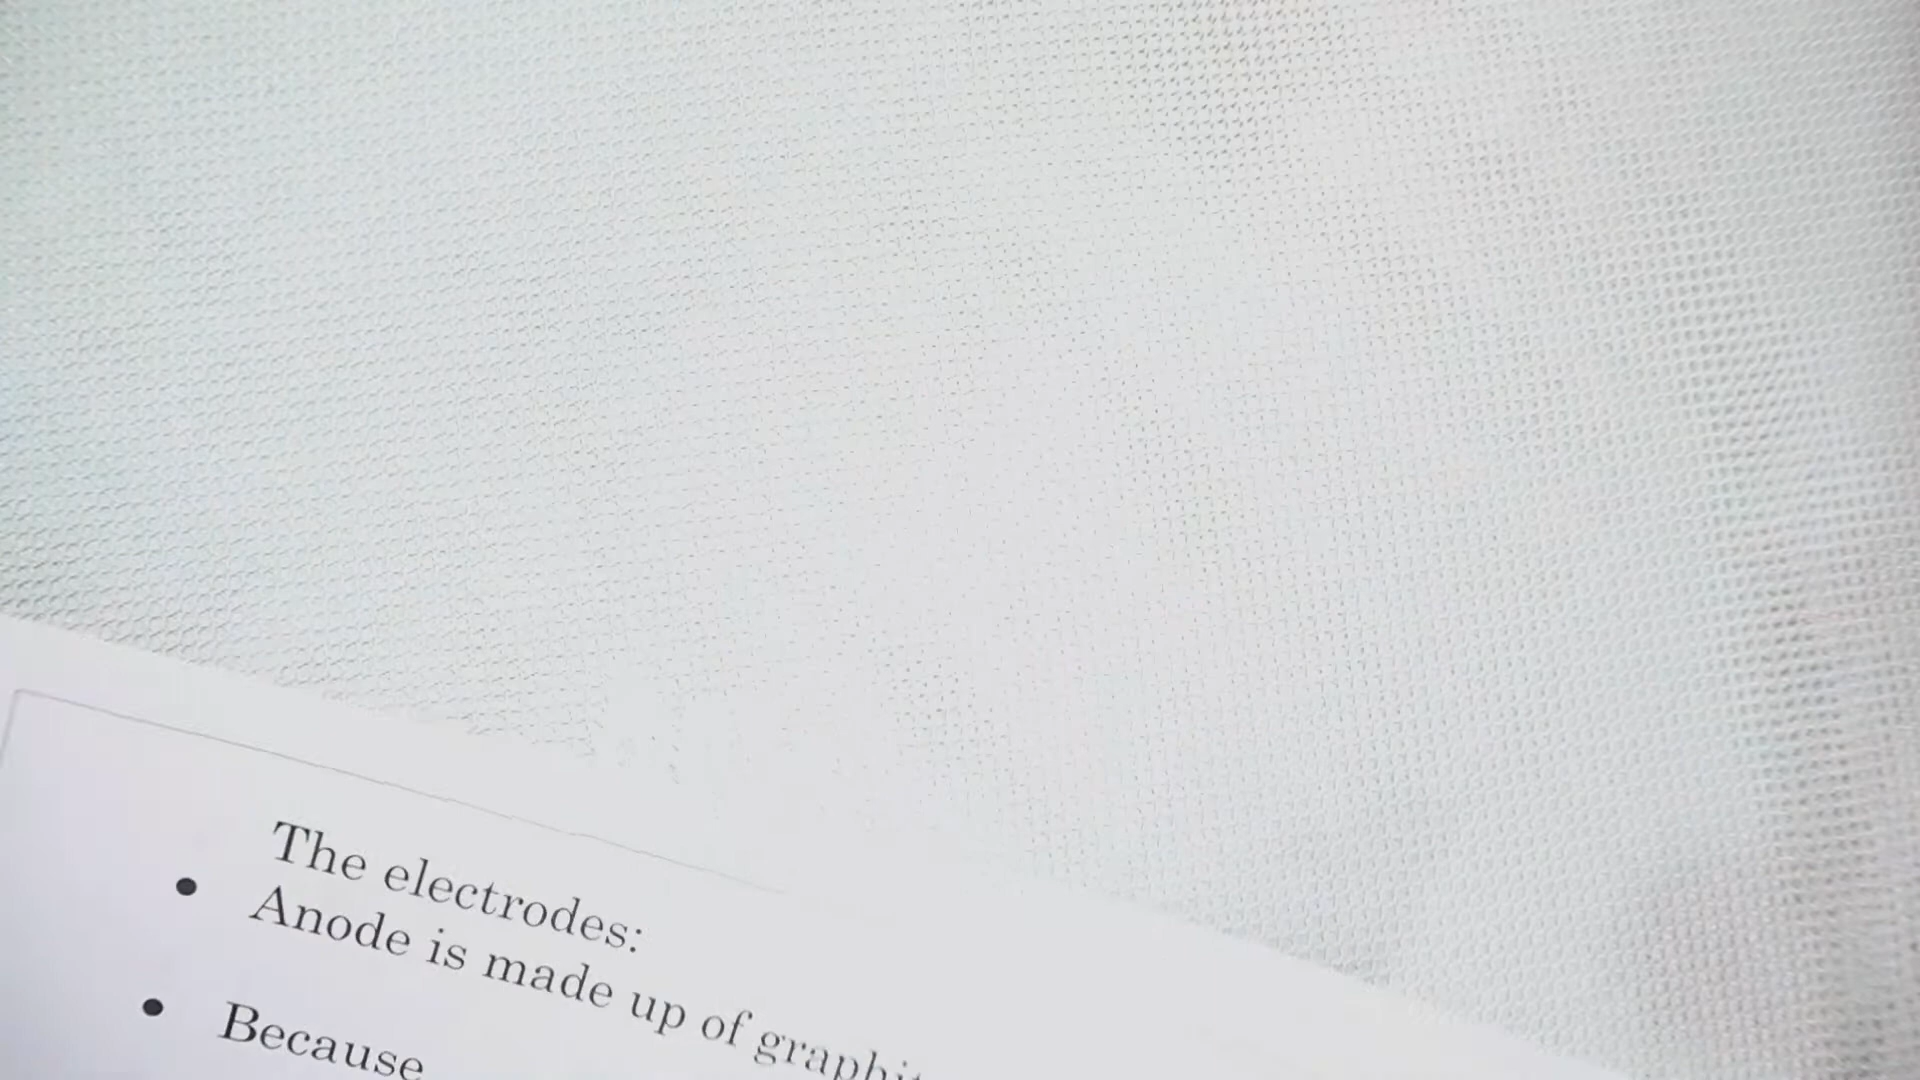 The electrodes:
• Anode is made up of
• Because